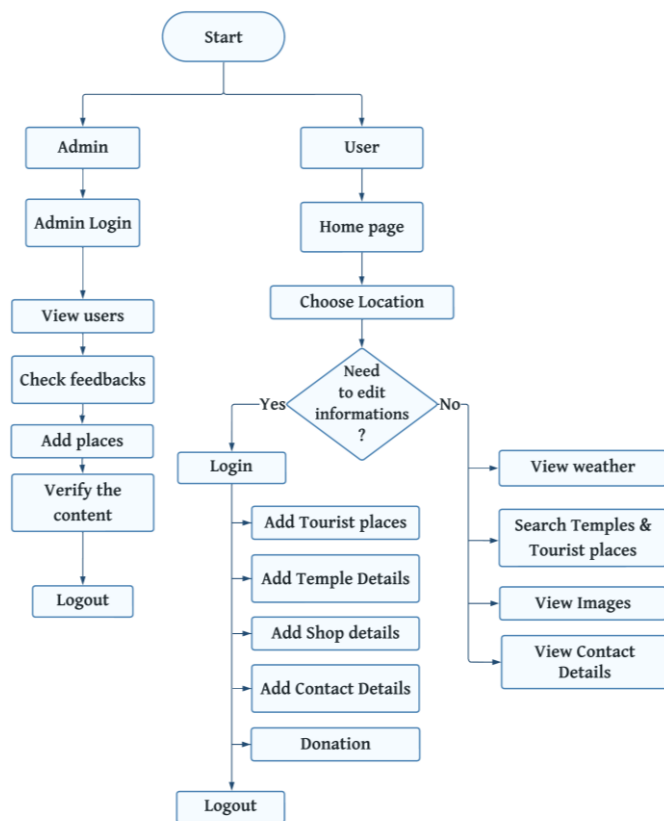 Start
Admin
User
Admin Login
Home page
View users
Choose Location
Check feedbacks
Need
to edit
informations
?
Yes
No
Add places
Login
View weather
Verify the
content
Add Tourist places
Search Temples &
Tourist places
Add Temple Details
Logout
View Images
Add Shop details
View Contact
Details
Add Contact Details
Donation
Logout